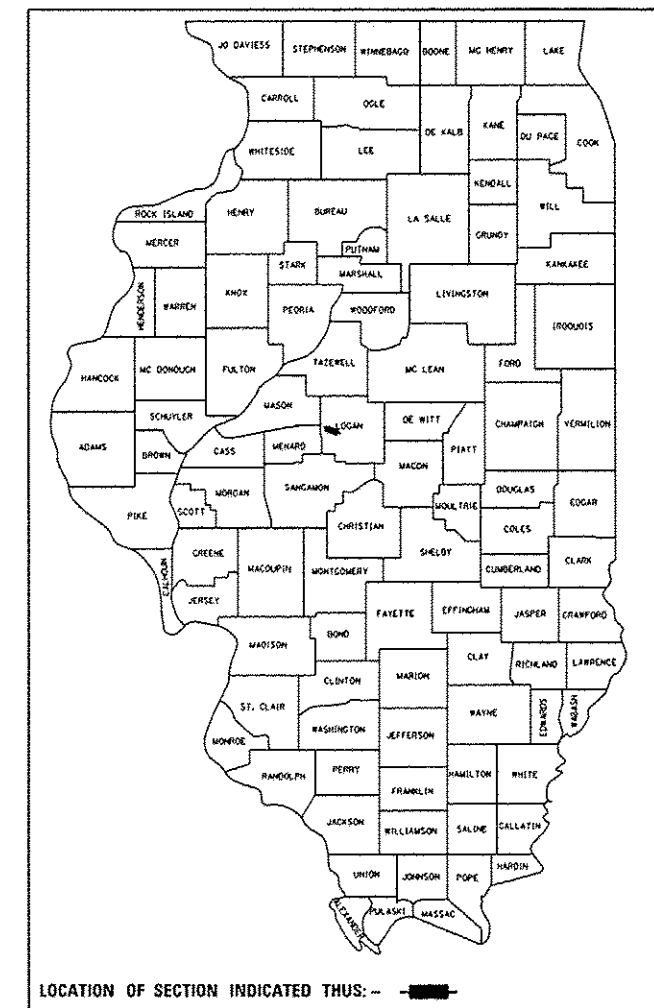 JO DAVIESS STEPHENSON WINNEBAGO BOONE MC HENRY LAKE
CARROLL OGLE DE KALB KANE DU PAGE COOK
WHITESIDE LEE
KENDALL WILL
ROCK ISLAND HENRY BUREAU LA SALLE GRUNDY
MERCER PUTNAM
STARK MARSHALL KANKAKEE
HENDERSON WARREN KNOX PEORIA WOODFORD LIVINGSTON IROQUOIS
HANCOCK MC DONOUGH FULTON TAZEWELL MC LEAN FORD
SCHUYLER MASON LOGAN DE WITT CHAMPAIGN VERMILION
ADAMS BROWN CASS MENARD MACON PIATT
PIKE SCOTT MORGAN SANGAMON MOULTRIE DOUGLAS EDGAR
CHRISTIAN COLES
GREENE MACOUPIN MONTGOMERY SHELBY CUMBERLAND CLARK
CALHOUN JERSEY FAYETTE EFFINGHAM JASPER CRAWFORD
MADISON BOND
CLAY RICHLAND LAWRENCE
ST. CLAIR CLINTON MARION
WASHINGTON JEFFERSON WAYNE EDWARDS WABASH
MONROE
RANDOLPH PERRY FRANKLIN HAMILTON WHITE
JACKSON WILLIAMSON SALINE GALLATIN
UNION JOHNSON POPE HARDIN
ALEXANDER PULASKI MASSAC
LOCATION OF SECTION INDICATED THUS: -